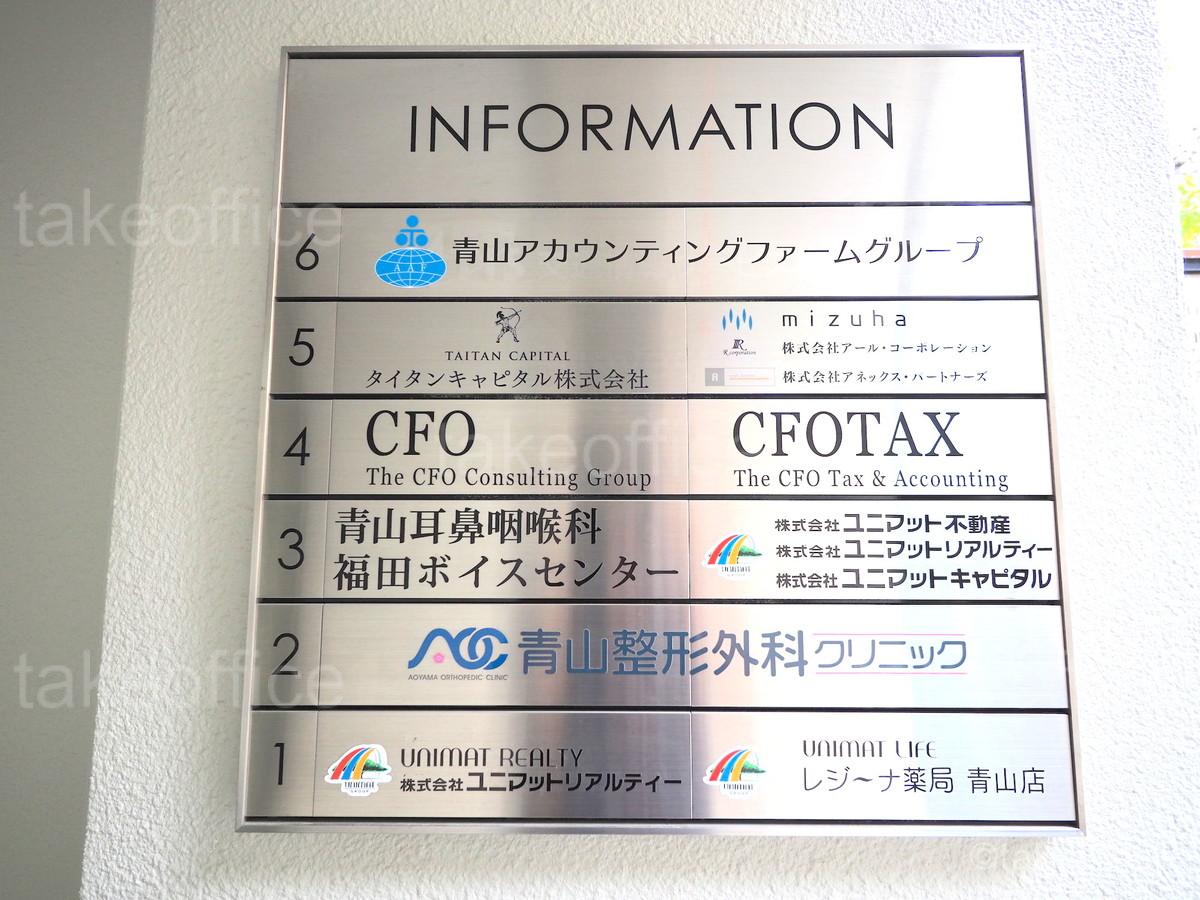 INFORMATION
6
AAF
青山アカウンティングファームグループ
5
TAITAN CAPITAL
タイタンキャピタル株式会社
mizuha
R
R corporation
株式会社アール・コーポレーション
R
株式会社アネックス・パートナーズ
4
CFO
The CFO Consulting Group
CFOTAX
The CFO Tax & Accounting
3
青山耳鼻咽喉科
福田ボイスセンター
UNIMAT
GROUP
株式会社ユニマット不動産
株式会社ユニマットリアルティー
株式会社ユニマットキャピタル
2
AOC
AOYAMA ORTHOPEDIC CLINIC
青山整形外科クリニック
1
UNIMAT
GROUP
UNIMAT REALTY
株式会社ユニマットリアルティー
UNIMAT
GROUP
UNIMAT LIFE
レジーナ薬局 青山店
takeoffice
takeoffice
takeoffice